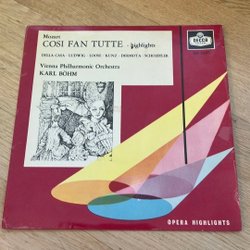 Mozart
COSI FAN TUTTE - highlights
DELLA CASA · LUDWIG · LOOSE · KUNZ · DERMOTA · SCHOEFFLER
Vienna Philharmonic Orchestra
KARL BÖHM
DECCA
OPERA HIGHLIGHTS